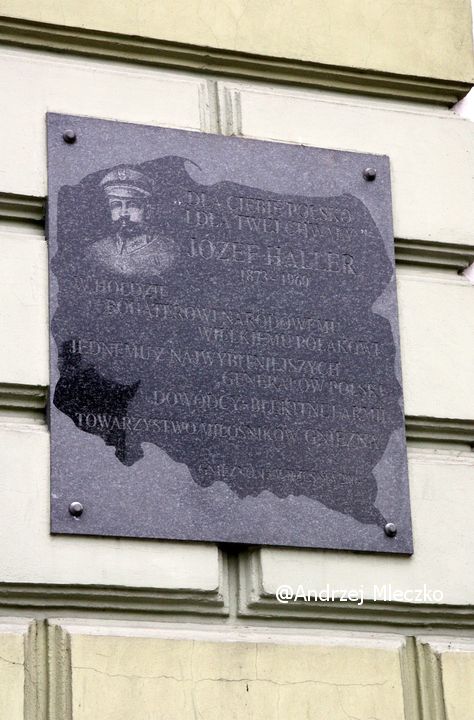 „DLA CIEBIE POLSKO
I DLA TWEJ CHWAŁY”
JÓZEF HALLER
1873 - 1960
W HOŁDZIE
BOHATEROWI NARODOWEMU
WIELKIEMU POLAKOWI
JEDNEMU Z NAJWYBITNIEJSZYCH
GENERAŁÓW POLSKI
DOWÓDCY BŁĘKITNEJ ARMII
TOWARZYSTWO MIŁOŚNIKÓW GNIEZNA
GNIEZNO
@Andrzej Mleczko